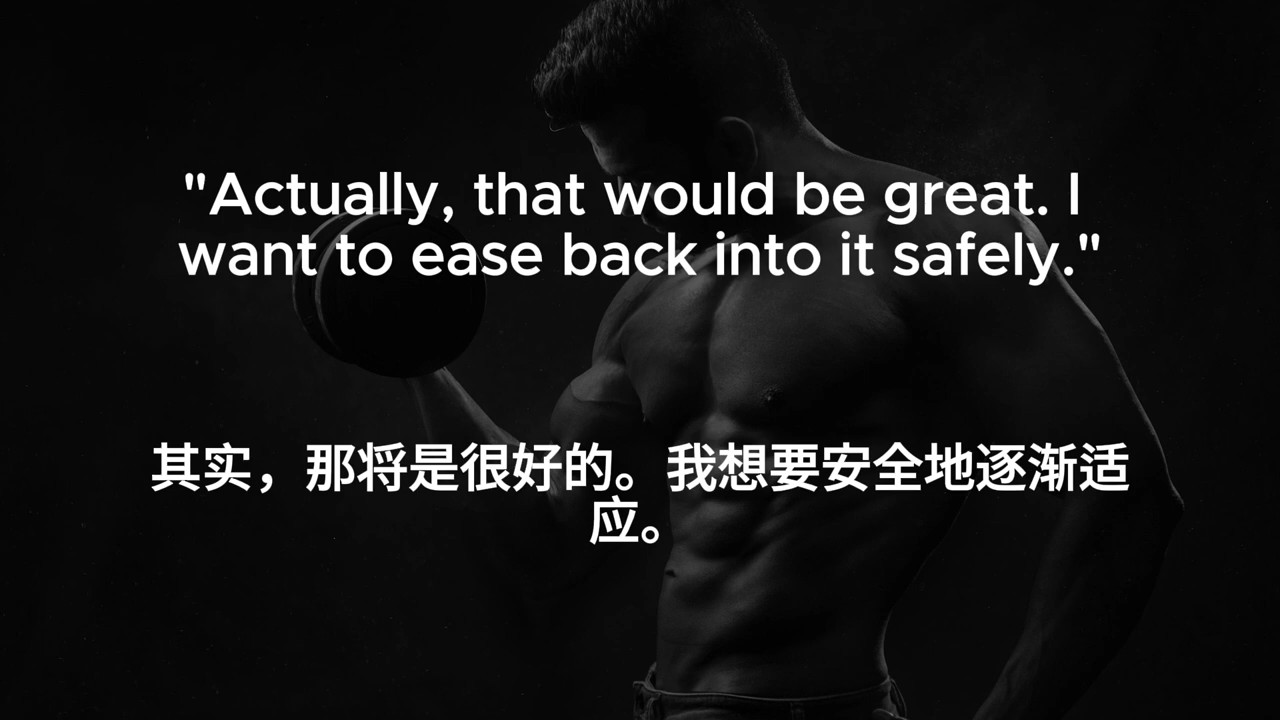 "Actually, that would be great. I
want to ease back into it safely."
其实，那将是很好的。我想要安全地逐渐适
应。